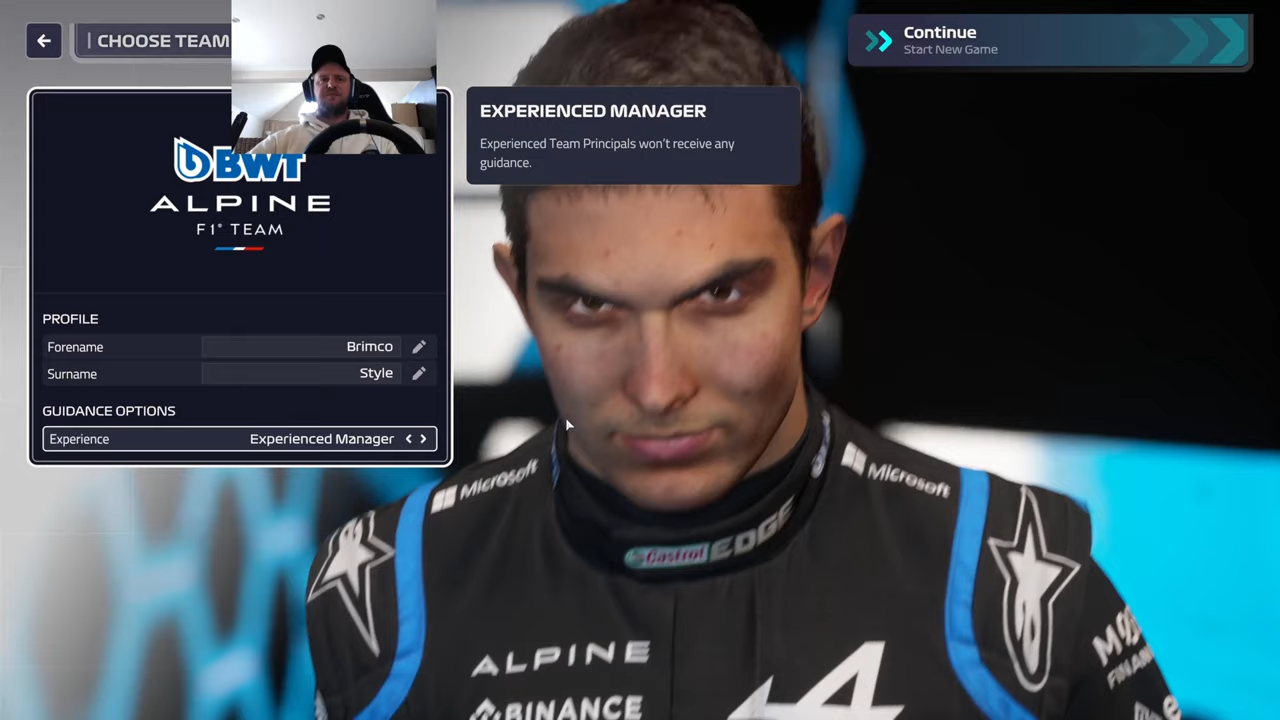 CHOOSE TEAM
Continue
Start New Game
EXPERIENCED MANAGER
Experienced Team Principals won't receive any
guidance.
BWT
ALPINE
F1® TEAM
PROFILE
Forename
Brimco
Surname
Style
GUIDANCE OPTIONS
Experience
Experienced Manager
Microsoft
Microsoft
Castrol EDGE
ALPINE
BINANCE